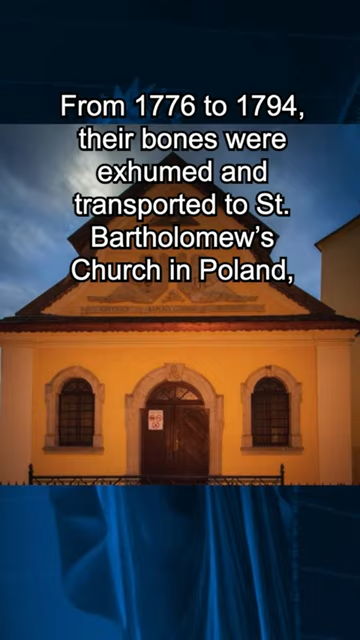 From 1776 to 1794,
their bones were
exhumed and
transported to St.
Bartholomew’s
Church in Poland,